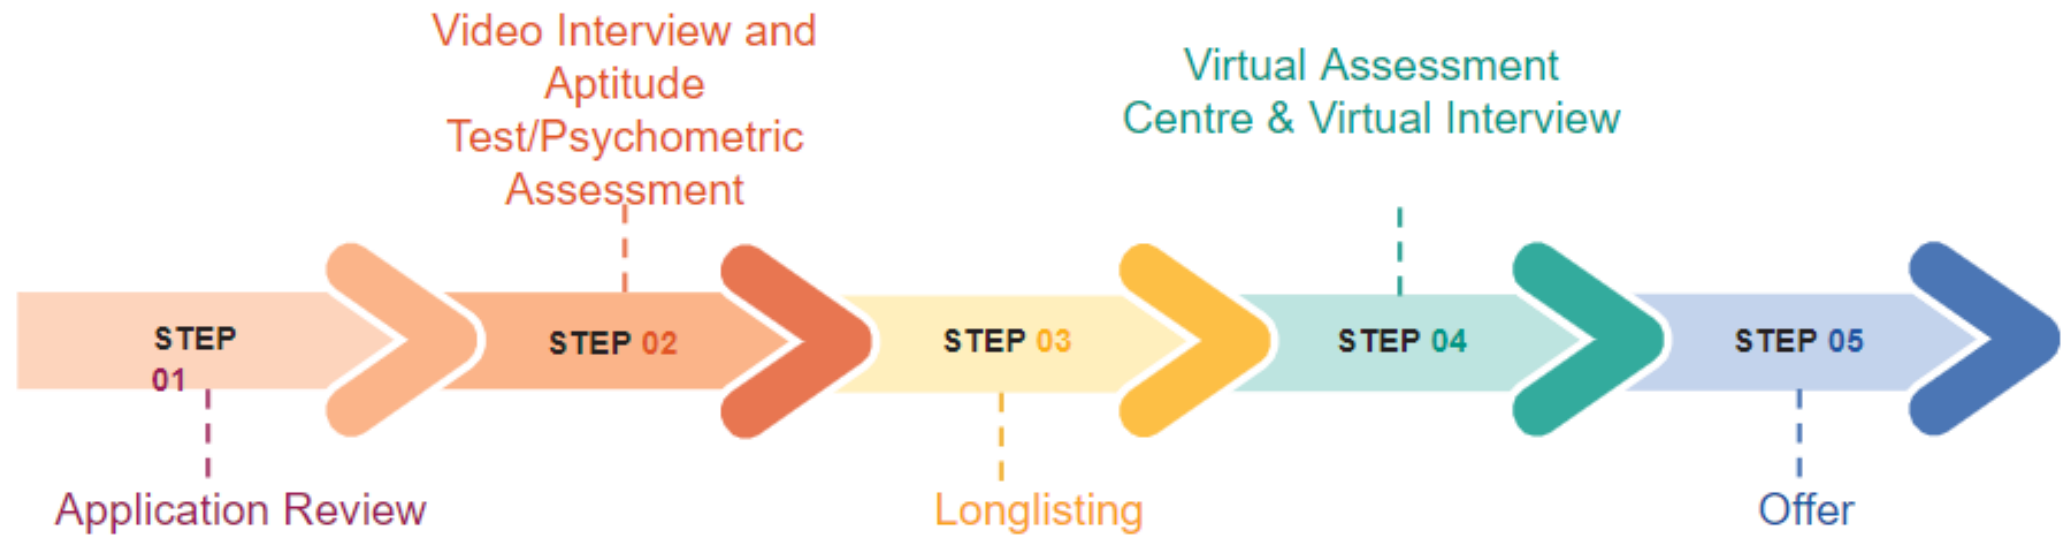 Video Interview and
Aptitude
Test/Psychometric
Assessment
Virtual Assessment
Centre & Virtual Interview
STEP
01
STEP 02
STEP 03
STEP 04
STEP 05
Application Review
Longlisting
Offer